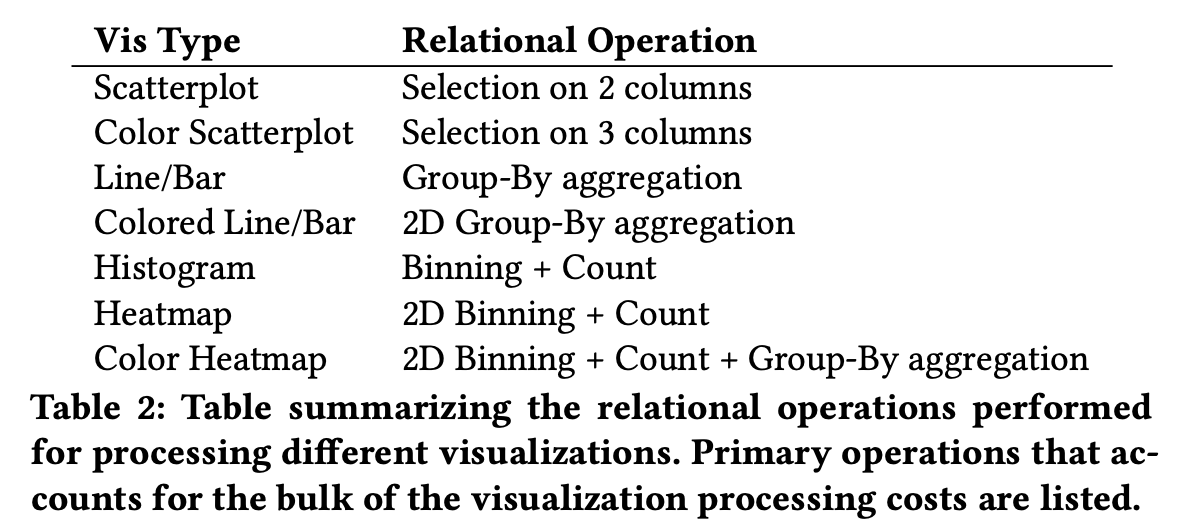 Vis Type Relational Operation
Scatterplot Selection on 2 columns
Color Scatterplot Selection on 3 columns
Line/Bar Group-By aggregation
Colored Line/Bar 2D Group-By aggregation
Histogram Binning + Count
Heatmap 2D Binning + Count
Color Heatmap 2D Binning + Count + Group-By aggregation
Table 2: Table summarizing the relational operations performed
for processing different visualizations. Primary operations that ac-
counts for the bulk of the visualization processing costs are listed.